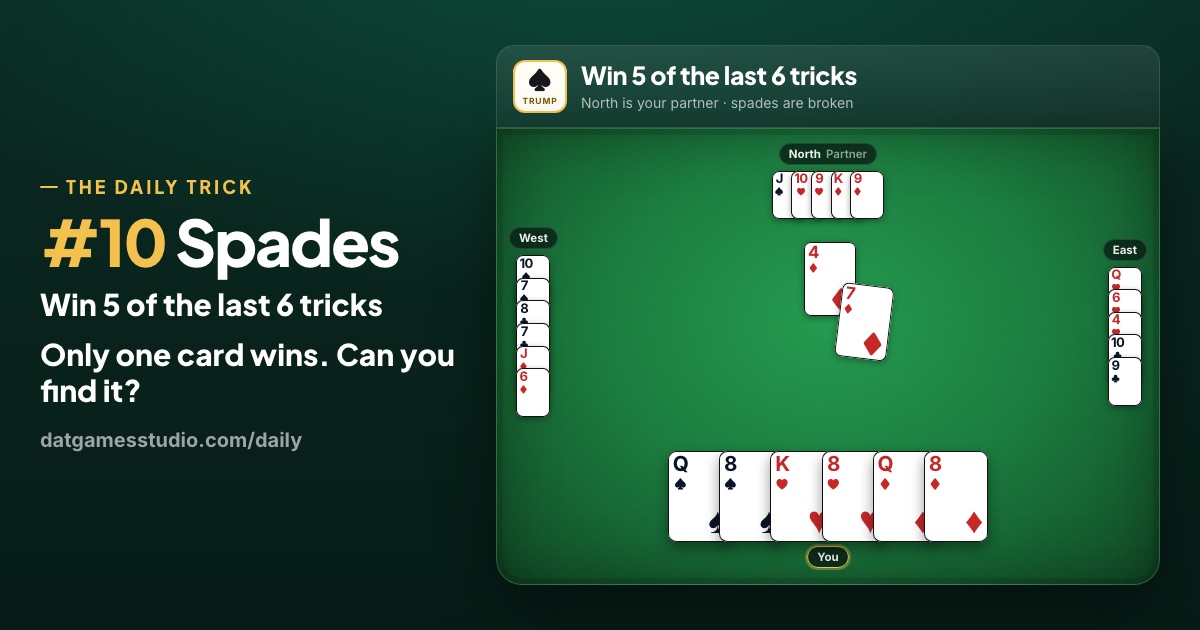 — THE DAILY TRICK
#10 Spades
Win 5 of the last 6 tricks
Only one card wins. Can you
find it?
datgamesstudio.com/daily
TRUMP
Win 5 of the last 6 tricks
North is your partner · spades are broken
North Partner
J 10 9 K 9
West
10
7
8
7
J
6
4
7
East
Q
6
4
10
9
Q 8 K 8 Q 8
You